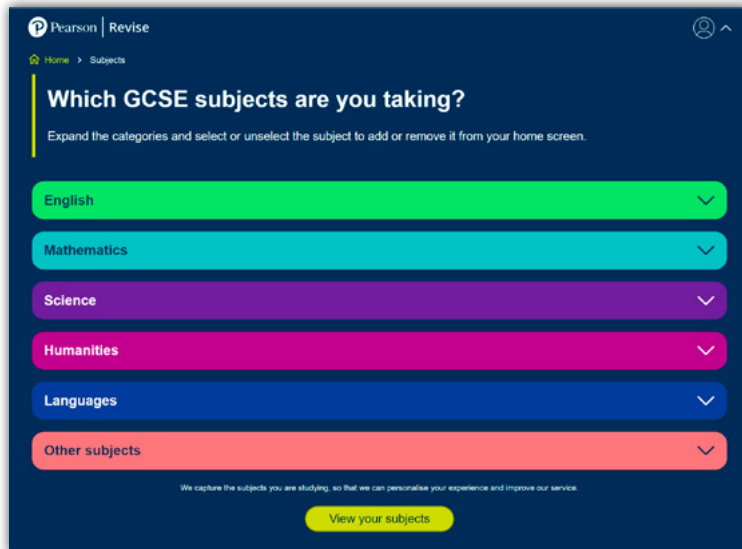 Pearson | Revise
Home > Subjects
Which GCSE subjects are you taking?
Expand the categories and select or unselect the subject to add or remove it from your home screen.
English
Mathematics
Science
Humanities
Languages
Other subjects
We capture the subjects you are studying, so that we can personalise your experience and improve our service.
View your subjects